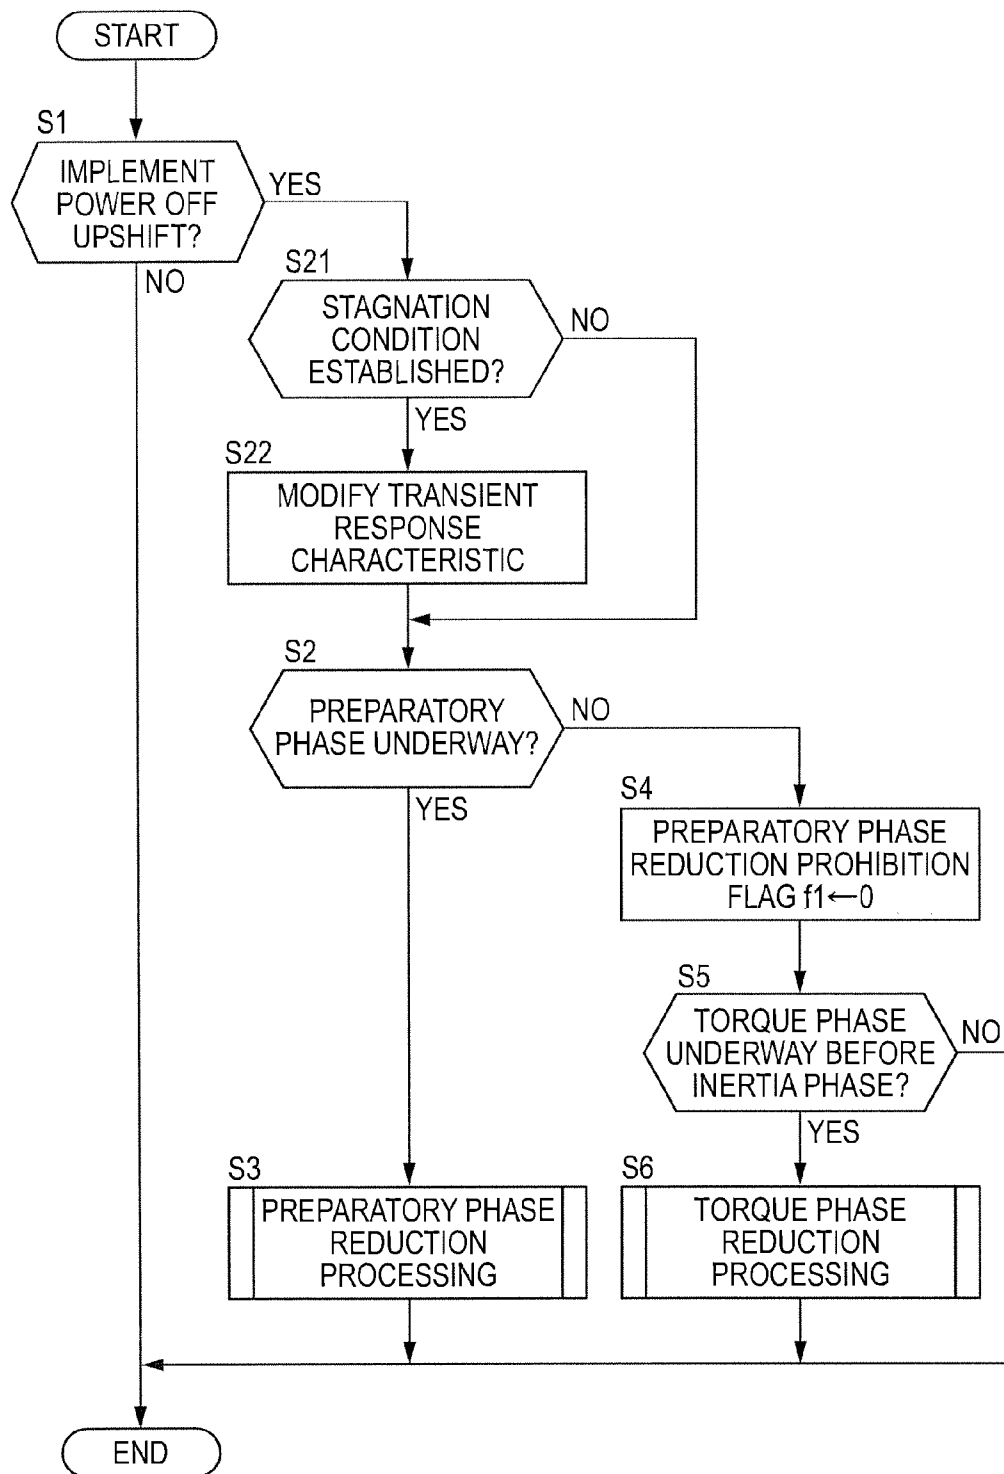 START
S1
IMPLEMENT
POWER OFF
UPSHIFT?
YES
NO
S21
STAGNATION
CONDITION
ESTABLISHED?
NO
YES
S22
MODIFY TRANSIENT
RESPONSE
CHARACTERISTIC
S2
PREPARATORY
PHASE UNDERWAY?
NO
YES
S4
PREPARATORY PHASE
REDUCTION PROHIBITION
FLAG f1←0
S5
TORQUE PHASE
UNDERWAY BEFORE
INERTIA PHASE?
NO
YES
S3
PREPARATORY PHASE
REDUCTION
PROCESSING
S6
TORQUE PHASE
REDUCTION
PROCESSING
END